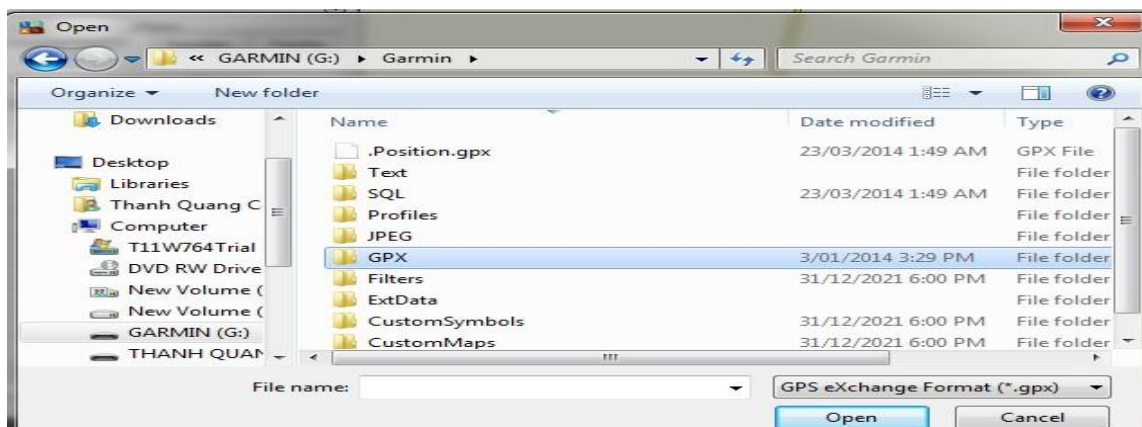 Open
« GARMIN (G:) ▸ Garmin ▸ Search Garmin
Organize ▾ New folder
Name Date modified Type
Downloads
.Position.gpx 23/03/2014 1:49 AM GPX File
Desktop
Text File folder
Libraries
SQL 23/03/2014 1:49 AM File folder
Thanh Quang C
Profiles File folder
Computer
JPEG File folder
T11W764Trial
GPX 3/01/2014 3:29 PM File folder
DVD RW Drive
Filters 31/12/2021 6:00 PM File folder
New Volume (
ExtData File folder
New Volume (
CustomSymbols 31/12/2021 6:00 PM File folder
GARMIN (G:)
CustomMaps 31/12/2021 6:00 PM File folder
THANH QUAN
File name: GPS eXchange Format (*.gpx)
Open Cancel